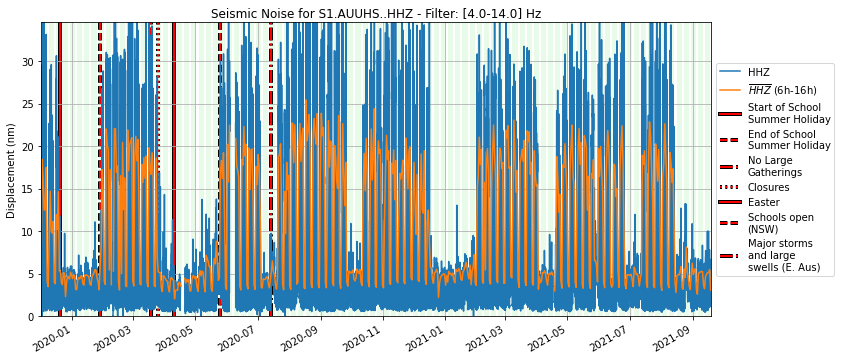 Seismic Noise for S1.AUUHS..HHZ - Filter: [4.0-14.0] Hz
Displacement (nm)
30
25
20
15
10
5
0
2020-01
2020-03
2020-05
2020-07
2020-09
2020-11
2021-01
2021-03
2021-05
2021-07
2021-09
HHZ
HHZ (6h-16h)
Start of School
Summer Holiday
End of School
Summer Holiday
No Large
Gatherings
Closures
Easter
Schools open
(NSW)
Major storms
and large
swells (E. Aus)